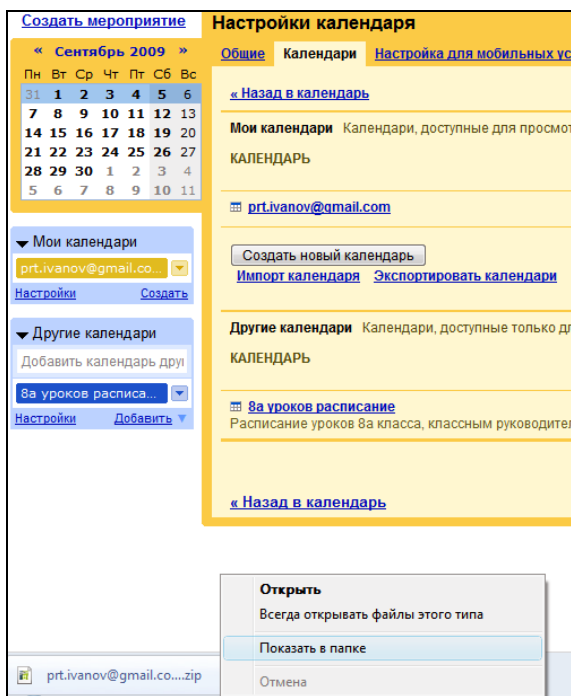 Создать мероприятие
« Сентябрь 2009 »
Пн Вт Ср Чт Пт Сб Вс
31 1 2 3 4 5 6
7 8 9 10 11 12 13
14 15 16 17 18 19 20
21 22 23 24 25 26 27
28 29 30 1 2 3 4
5 6 7 8 9 10 11
Мои календари
prt.ivanov@gmail.co...
Настройки Создать
Другие календари
Добавить календарь дру
8а уроков расписа...
Настройки Добавить
Настройки календаря
Общие Календари Настройка для мобильных ус
« Назад в календарь
Мои календари Календари, доступные для просмот
КАЛЕНДАРЬ
prt.ivanov@gmail.com
Создать новый календарь
Импорт календаря Экспортировать календари
Другие календари Календари, доступные только дл
КАЛЕНДАРЬ
8а уроков расписание
Расписание уроков 8а класса, классным руководител
« Назад в календарь
Открыть
Всегда открывать файлы этого типа
Показать в папке
Отмена
prt.ivanov@gmail.co....zip